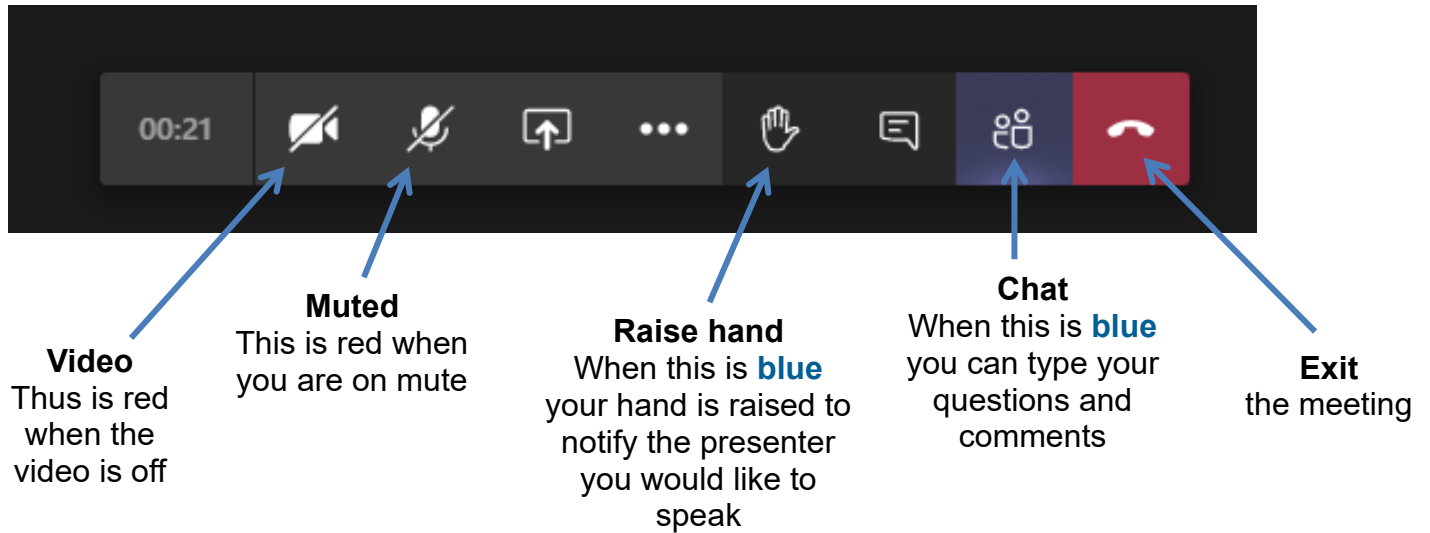 00:21
Video
Thus is red
when the
video is off
Muted
This is red when
you are on mute
Raise hand
When this is blue
your hand is raised to
notify the presenter
you would like to
speak
Chat
When this is blue
you can type your
questions and
comments
Exit
the meeting